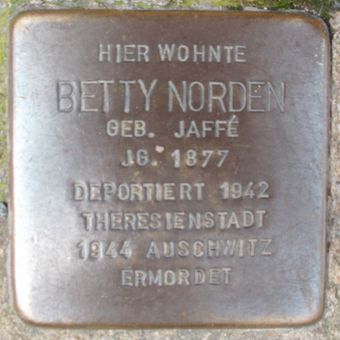 HIER WOHNTE
BETTY NORDEN
GEB. JAFFÉ
JG. 1877
DEPORTIERT 1942
THERESIENSTADT
1944 AUSCHWITZ
ERMORDET